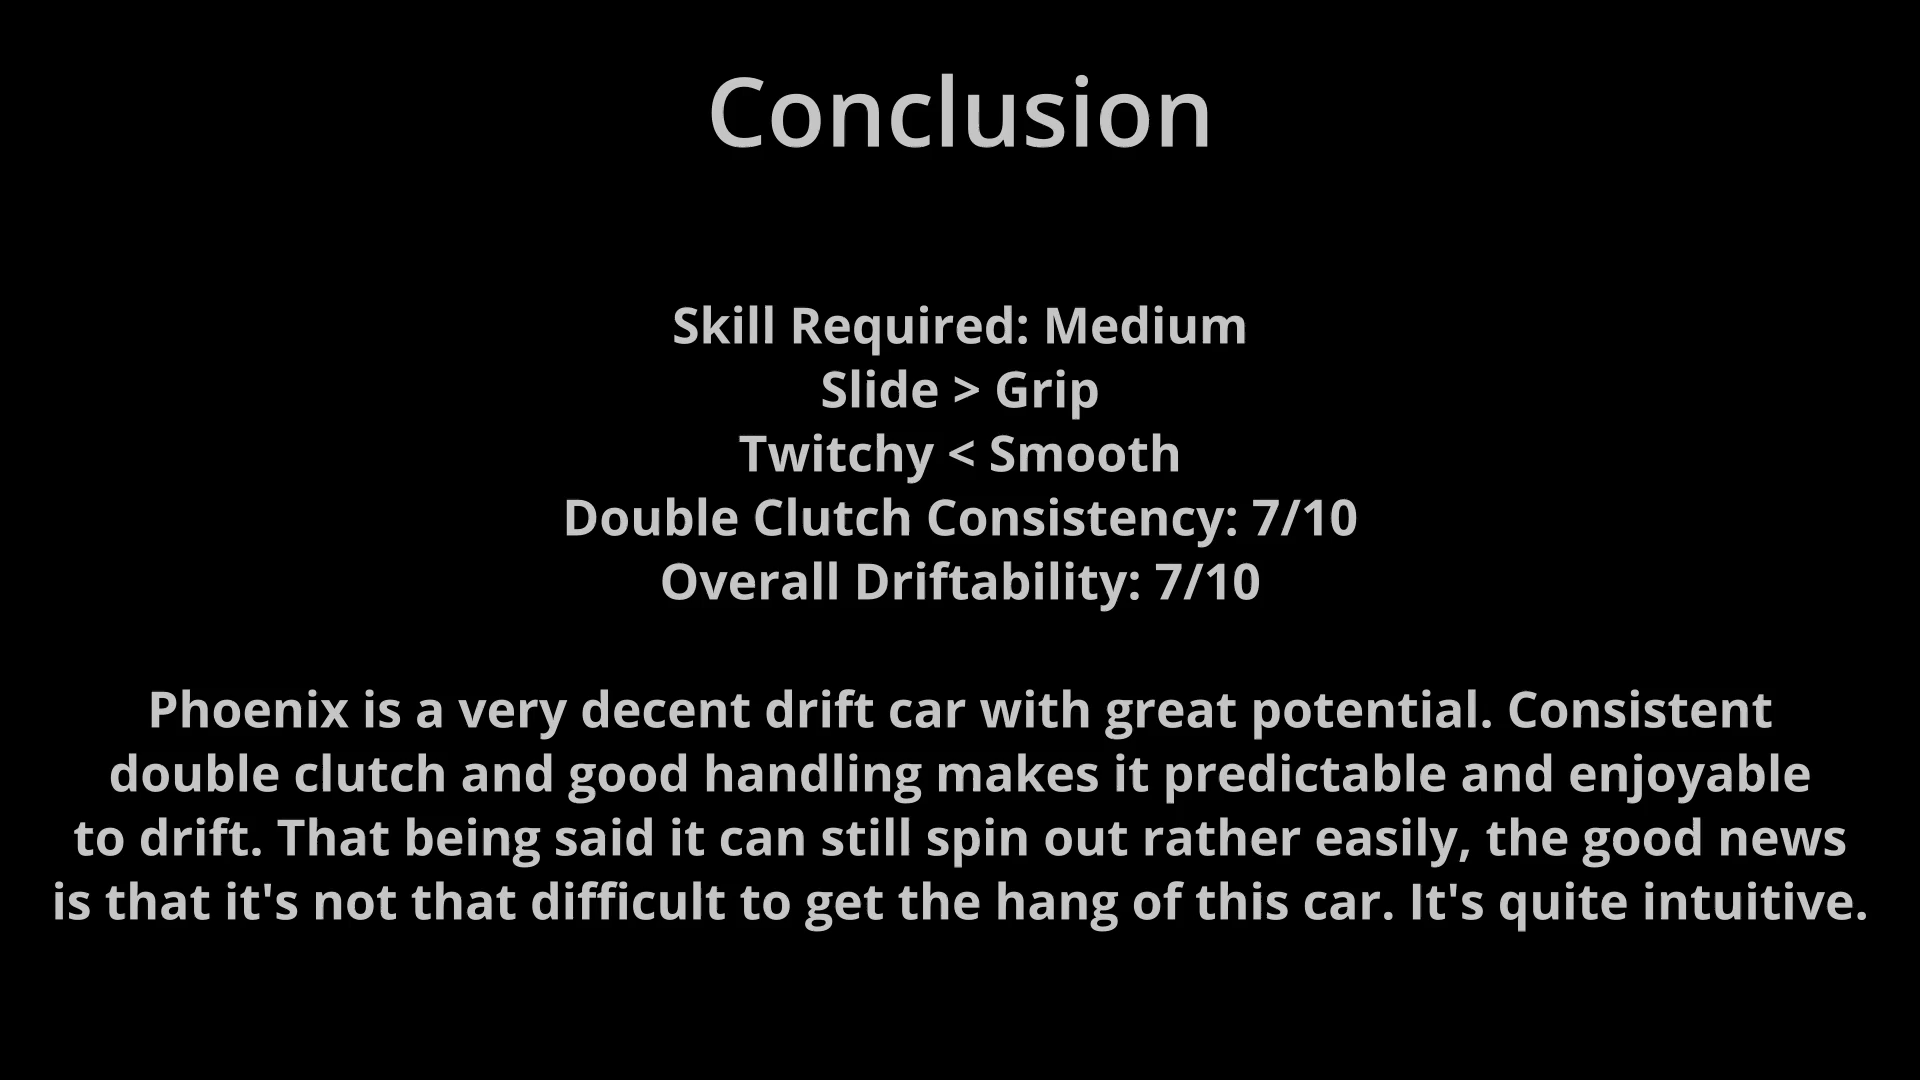 Conclusion
Skill Required: Medium
Slide > Grip
Twitchy < Smooth
Double Clutch Consistency: 7/10
Overall Driftability: 7/10
Phoenix is a very decent drift car with great potential. Consistent
double clutch and good handling makes it predictable and enjoyable
to drift. That being said it can still spin out rather easily, the good news
is that it's not that difficult to get the hang of this car. It's quite intuitive.